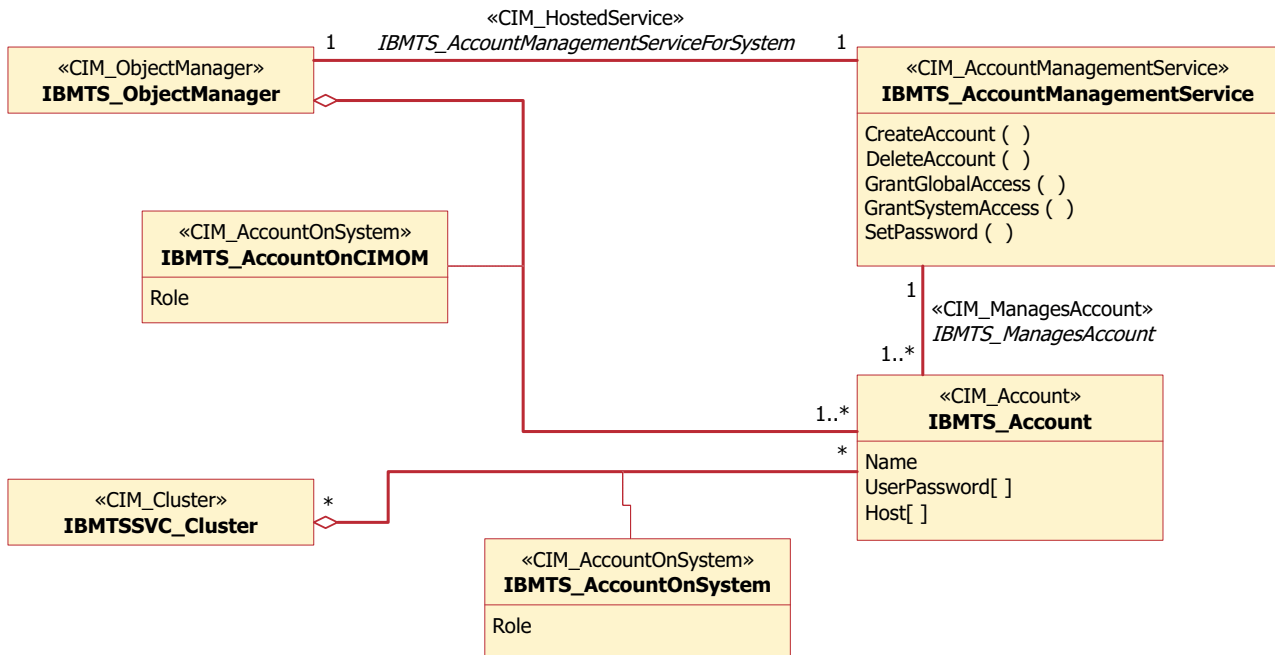 «CIM_HostedService»
1 IBMTS_AccountManagementServiceForSystem 1
«CIM_ObjectManager»
IBMTS_ObjectManager
«CIM_AccountManagementService»
IBMTS_AccountManagementService
CreateAccount ( )
DeleteAccount ( )
GrantGlobalAccess ( )
GrantSystemAccess ( )
SetPassword ( )
«CIM_AccountOnSystem»
IBMTS_AccountOnCIMOM
Role
1
«CIM_ManagesAccount»
IBMTS_ManagesAccount
1..*
«CIM_Account»
IBMTS_Account
Name
UserPassword[ ]
Host[ ]
1..*
*
«CIM_Cluster»
IBMTSSVC_Cluster
*
«CIM_AccountOnSystem»
IBMTS_AccountOnSystem
Role